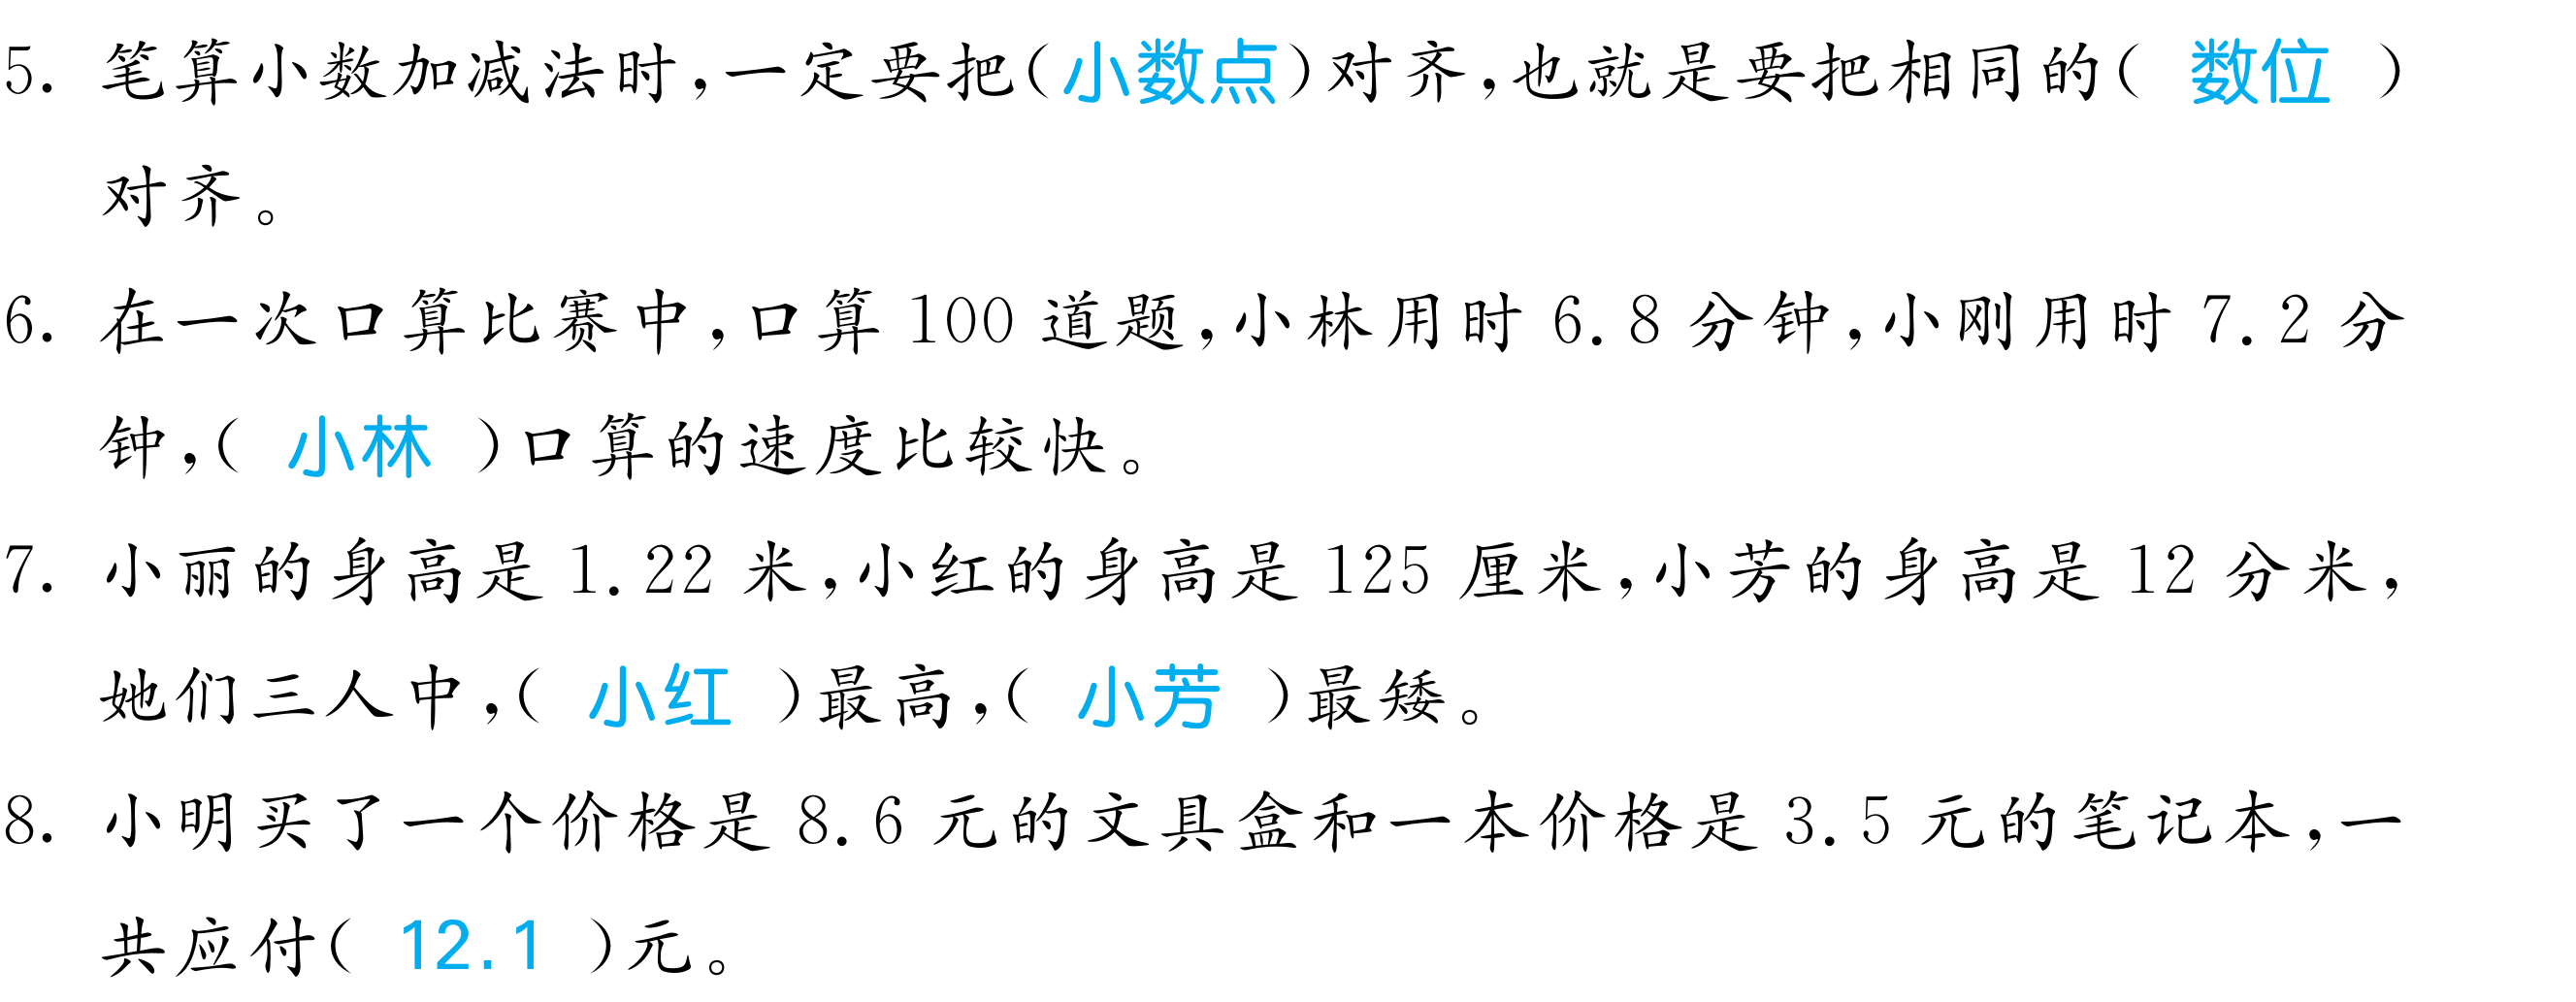 5. 笔算小数加减法时,一定要把(小数点)对齐,也就是要把相同的( 数位 )
对齐。
6. 在一次口算比赛中,口算 100 道题,小林用时 6.8 分钟,小刚用时 7.2 分
钟,( 小林 )口算的速度比较快。
7. 小丽的身高是 1.22 米,小红的身高是 125 厘米,小芳的身高是 12 分米,
她们三人中,( 小红 )最高,( 小芳 )最矮。
8. 小明买了一个价格是 8.6 元的文具盒和一本价格是 3.5 元的笔记本,一
共应付( 12.1 )元。